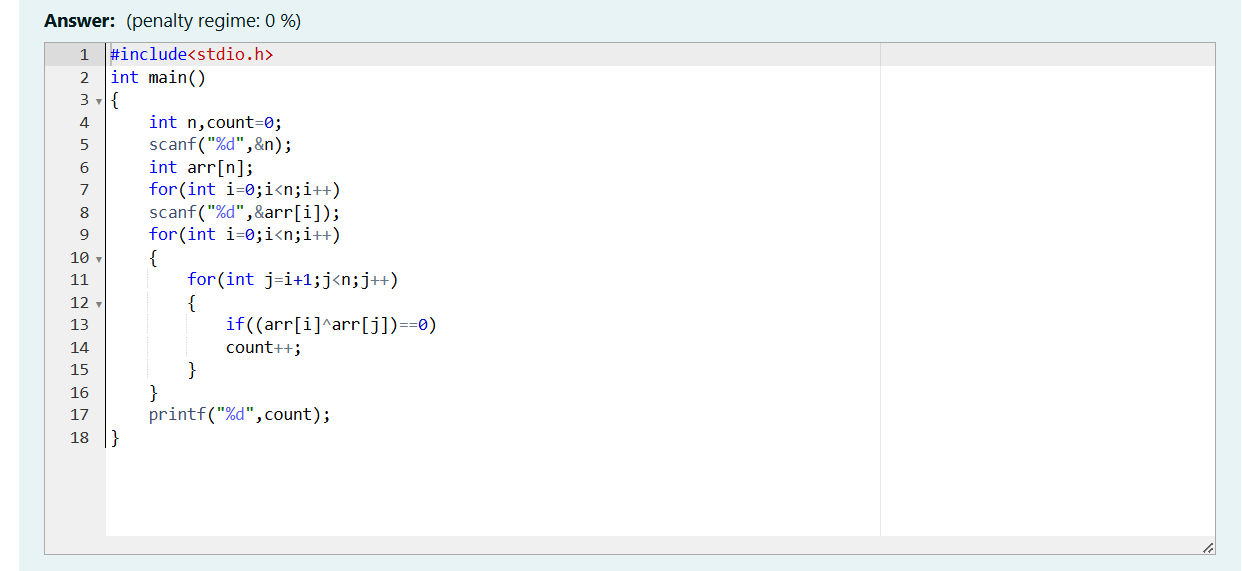 Answer: (penalty regime: 0 %)
1 #include<stdio.h>
2 int main()
3 {
4     int n,count=0;
5     scanf("%d",&n);
6     int arr[n];
7     for(int i=0;i<n;i++)
8     scanf("%d",&arr[i]);
9     for(int i=0;i<n;i++)
10     {
11         for(int j=i+1;j<n;j++)
12         {
13             if((arr[i]^arr[j])==0)
14             count++;
15         }
16     }
17     printf("%d",count);
18 }